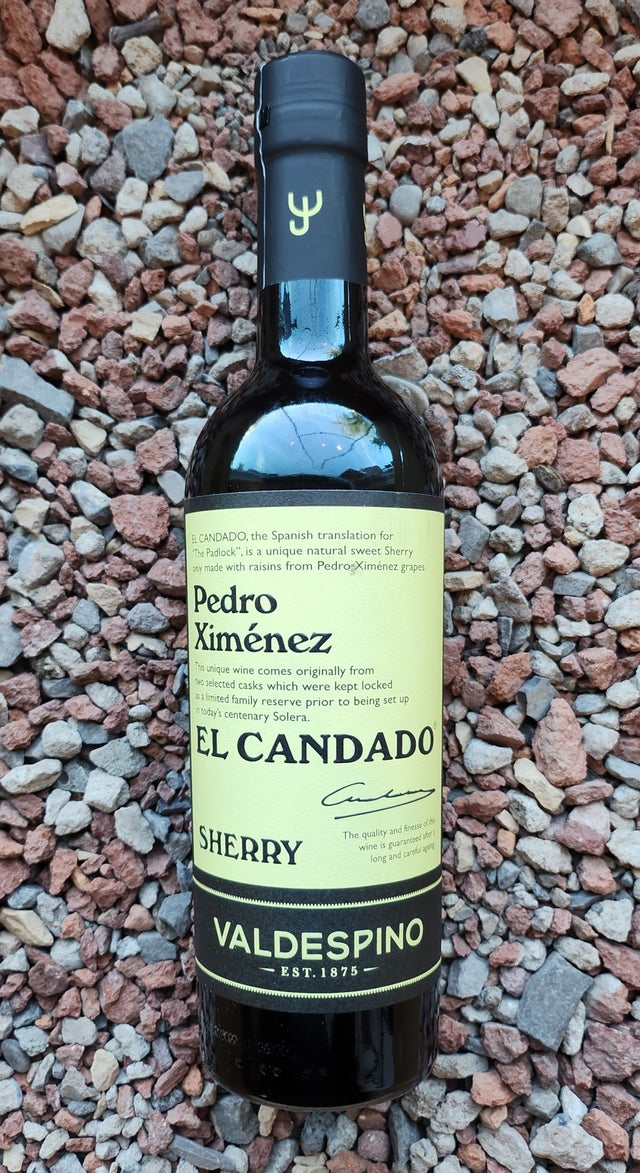 EL CANDADO, the Spanish translation for
"The Padlock", is a unique natural sweet Sherry
only made with raisins from Pedro Ximénez grapes.
Pedro
Ximénez
This unique wine comes originally from
two selected casks which were kept locked
as a limited family reserve prior to being set up
in today's centenary Solera.
EL CANDADO
SHERRY
The quality and finesse of this
wine is guaranteed after a
long and careful ageing
VALDESPINO
EST. 1875